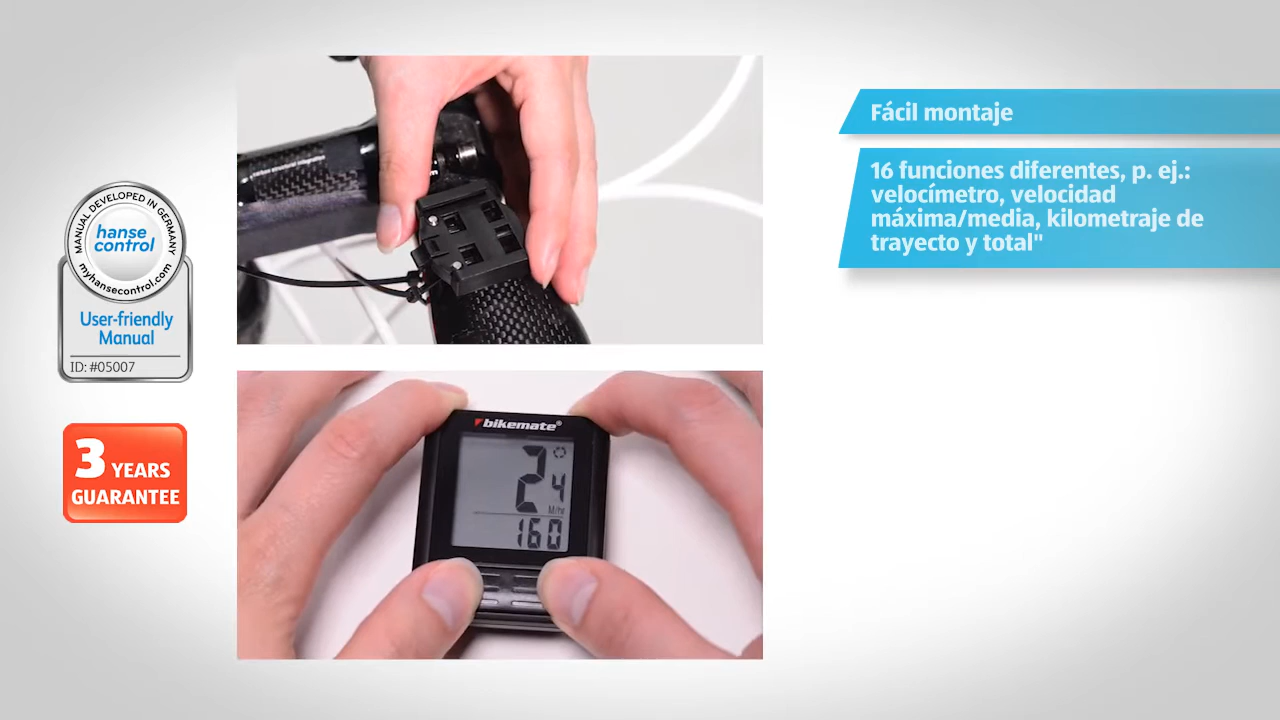 Fácil montaje
16 funciones diferentes, p. ej.:
velocímetro, velocidad
máxima/media, kilometraje de
trayecto y total"
MANUAL DEVELOPED IN GERMANY
hanse
control
myhansecontrol.com
User-friendly
Manual
ID: #05007
3 YEARS
GUARANTEE
bikemate®
24
M/hr
160